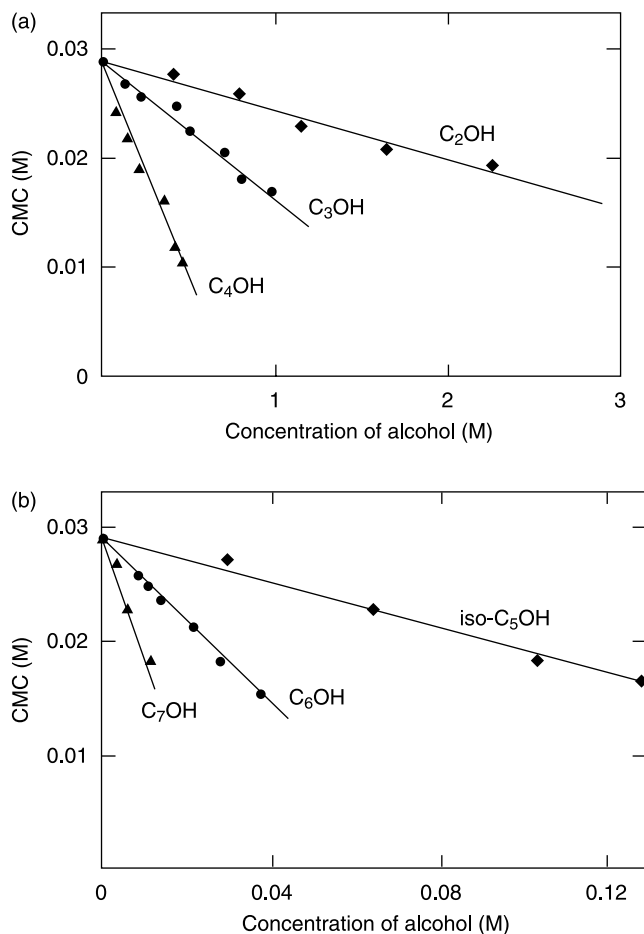 (a)
0.03
0.02
0.01
0
CMC (M)
C₂OH
C₃OH
C₄OH
1 2 3
Concentration of alcohol (M)
(b)
0.03
0.02
0.01
CMC (M)
iso-C₅OH
C₇OH
C₆OH
0 0.04 0.08 0.12
Concentration of alcohol (M)